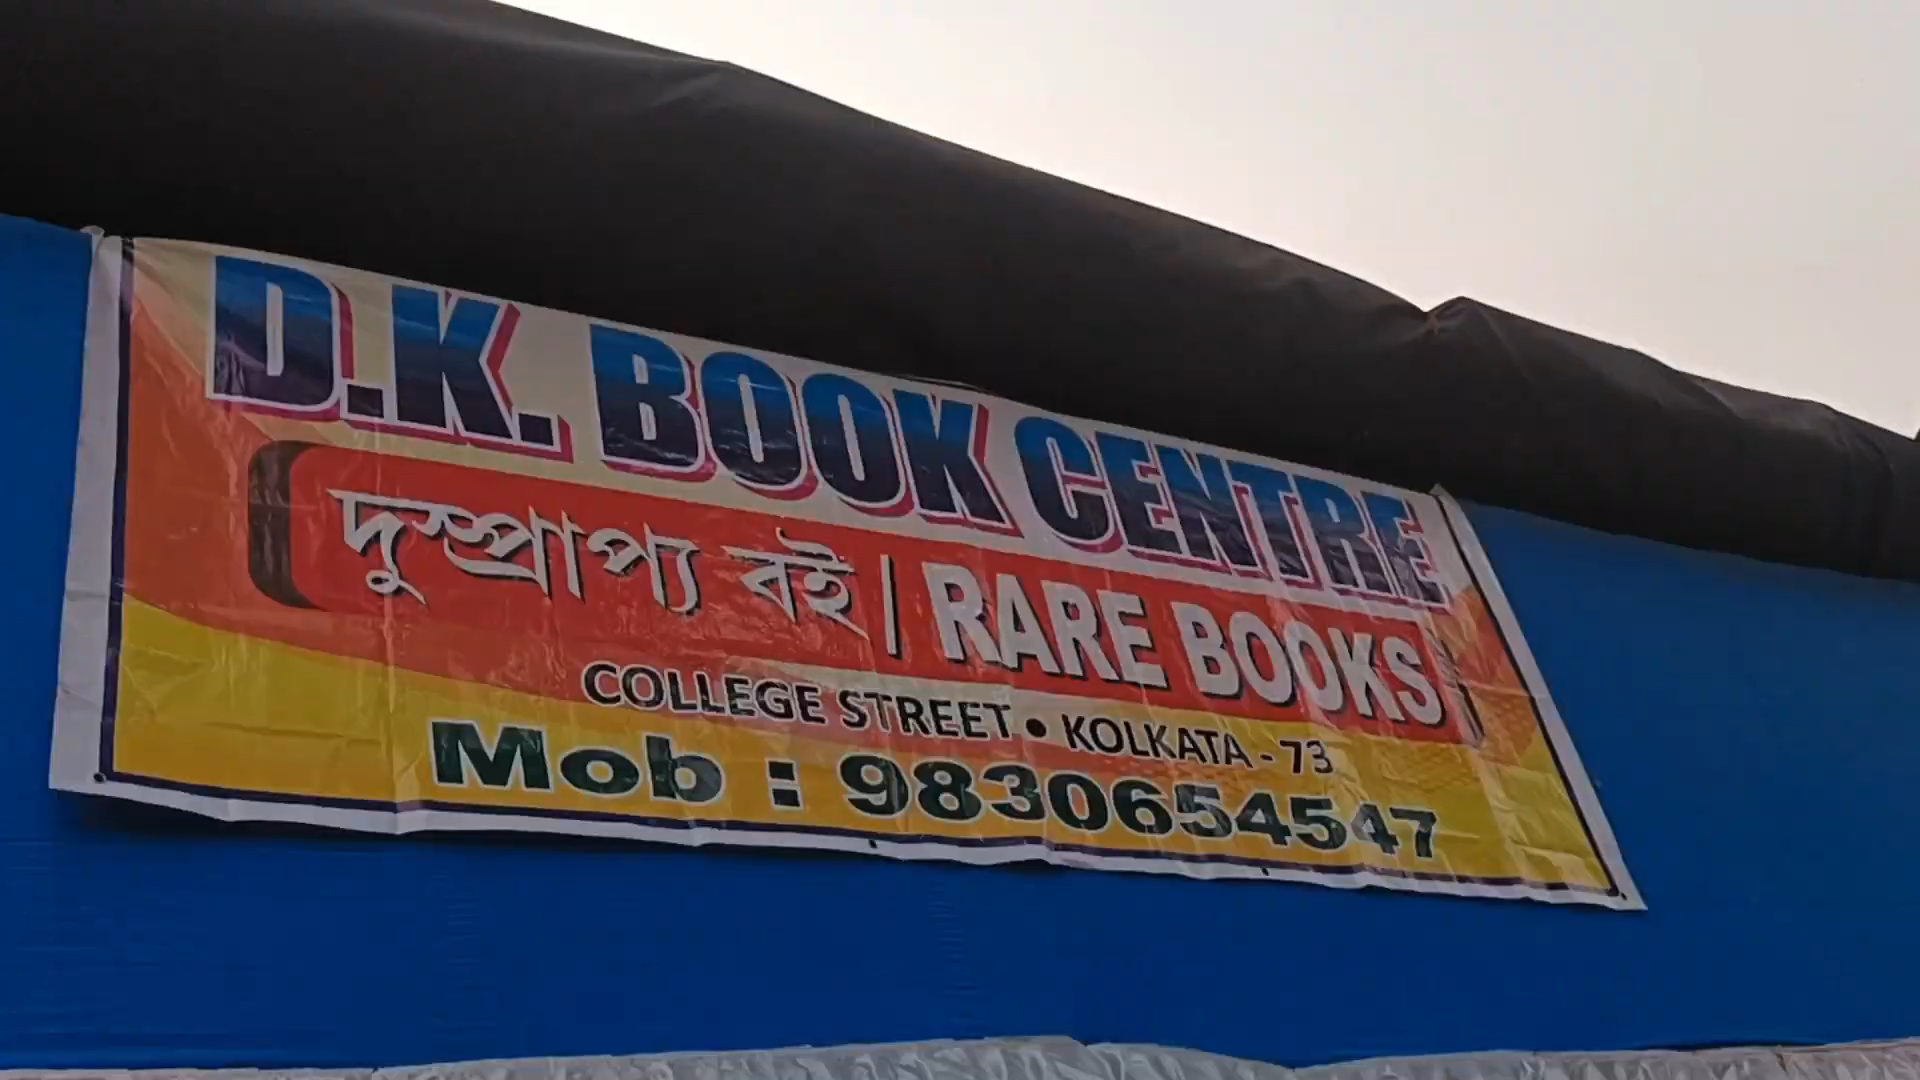 D.K. BOOK CENTRE
দুস্প্রাপ্য বই | RARE BOOKS
COLLEGE STREET • KOLKATA - 73
Mob : 9830654547